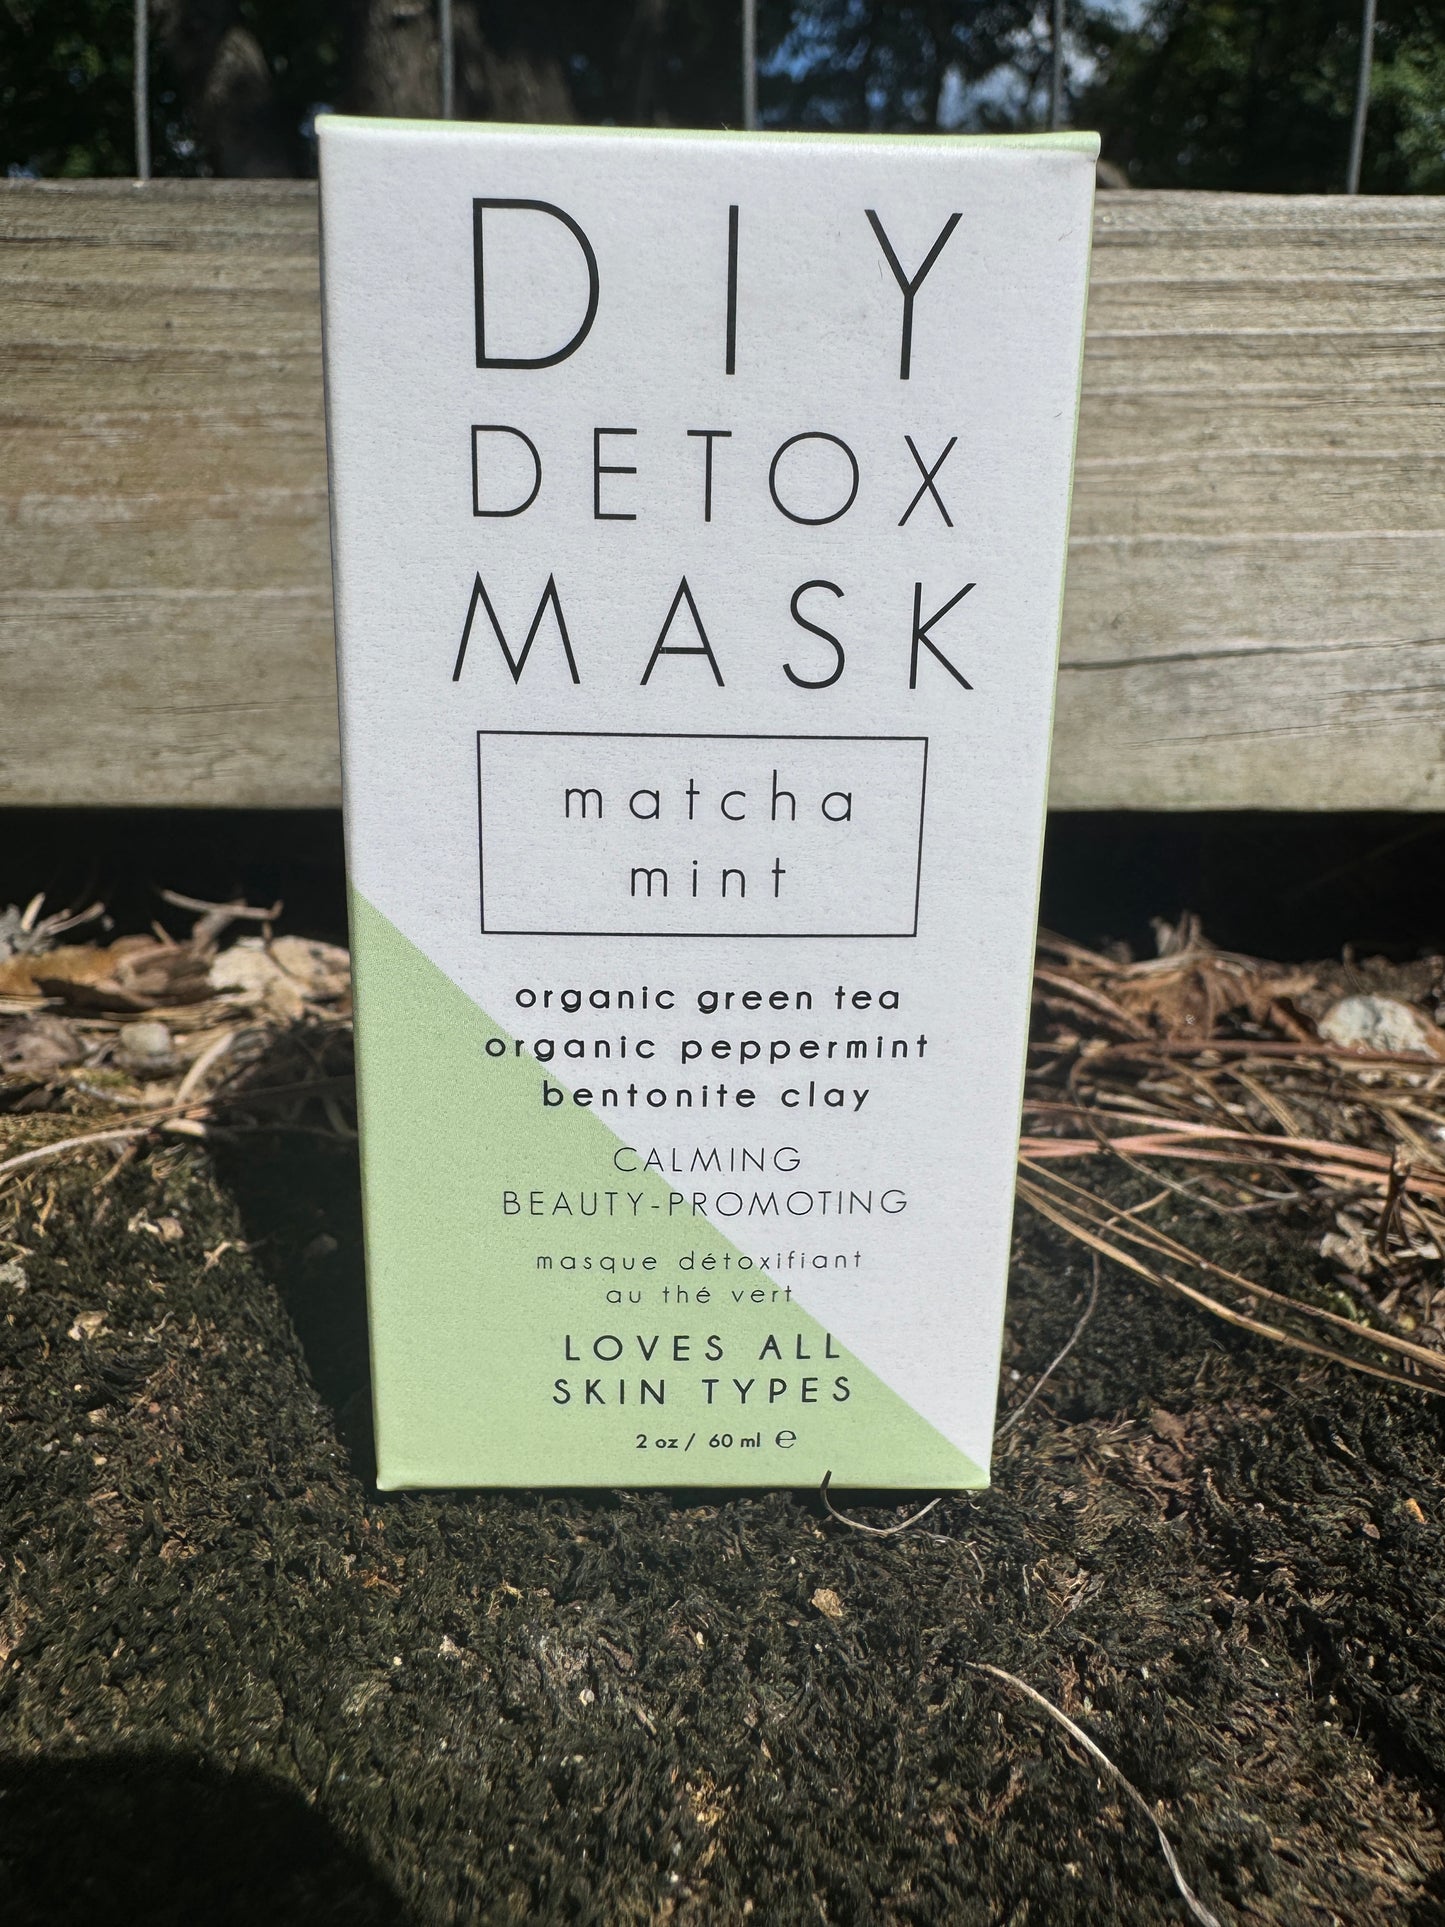 DIY
DETOX
MASK
matcha
mint
organic green tea
organic peppermint
bentonite clay
CALMING
BEAUTY-PROMOTING
masque détoxifiant
au thé vert
LOVES ALL
SKIN TYPES
2 oz / 60 ml ℮